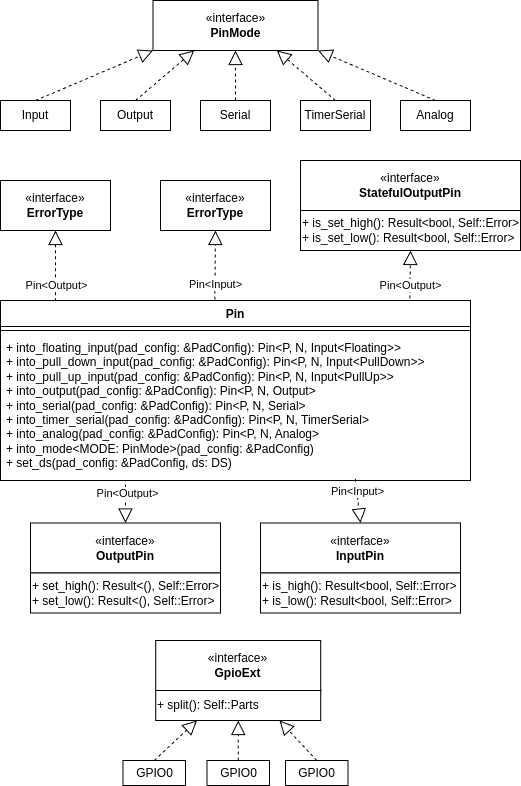 «interface»
PinMode
Input
Output
Serial
TimerSerial
Analog
«interface»
ErrorType
«interface»
ErrorType
«interface»
StatefulOutputPin
+ is_set_high(): Result<bool, Self::Error>
+ is_set_low(): Result<bool, Self::Error>
Pin<Output>
Pin<Input>
Pin<Output>
Pin
+ into_floating_input(pad_config: &PadConfig): Pin<P, N, Input<Floating>>
+ into_pull_down_input(pad_config: &PadConfig): Pin<P, N, Input<PullDown>>
+ into_pull_up_input(pad_config: &PadConfig): Pin<P, N, Input<PullUp>>
+ into_output(pad_config: &PadConfig): Pin<P, N, Output>
+ into_serial(pad_config: &PadConfig): Pin<P, N, Serial>
+ into_timer_serial(pad_config: &PadConfig): Pin<P, N, TimerSerial>
+ into_analog(pad_config: &PadConfig): Pin<P, N, Analog>
+ into_mode<MODE: PinMode>(pad_config: &PadConfig)
+ set_ds(pad_config: &PadConfig, ds: DS)
Pin<Output>
Pin<Input>
«interface»
OutputPin
+ set_high(): Result<(), Self::Error>
+ set_low(): Result<(), Self::Error>
«interface»
InputPin
+ is_high(): Result<bool, Self::Error>
+ is_low(): Result<bool, Self::Error>
«interface»
GpioExt
+ split(): Self::Parts
GPIO0
GPIO0
GPIO0